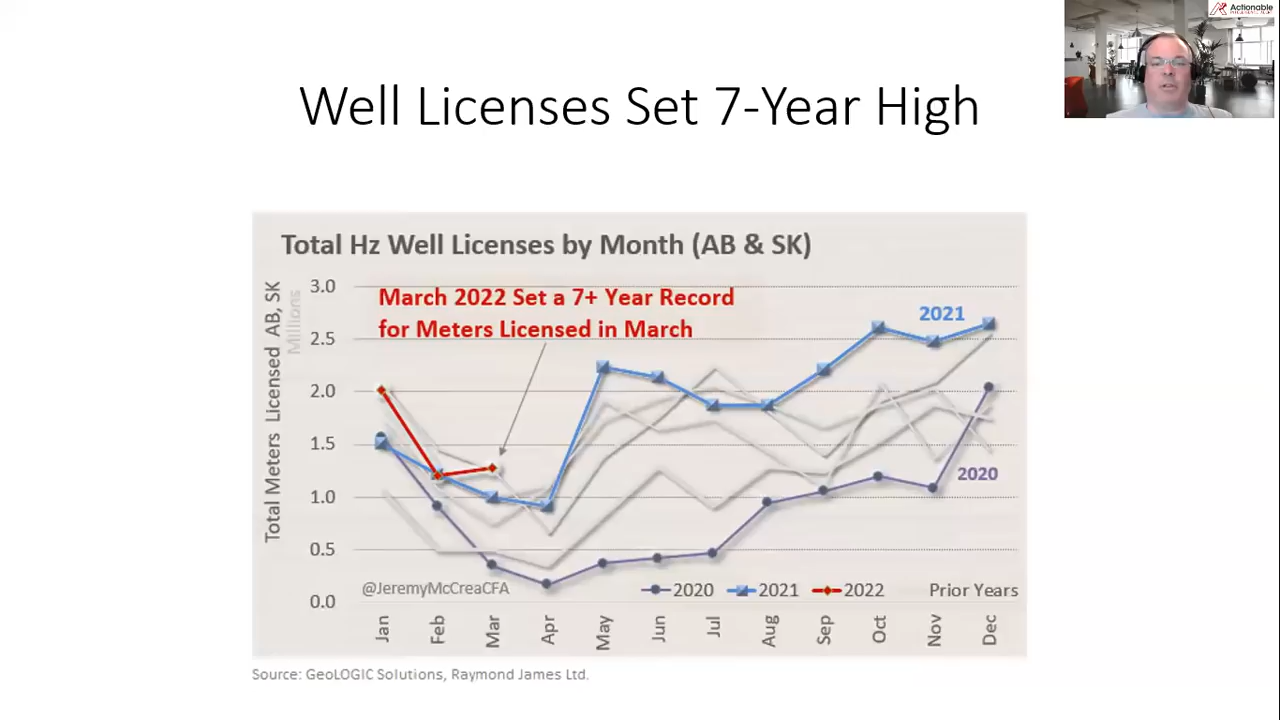 Actionable
Well Licenses Set 7-Year High
Total Hz Well Licenses by Month (AB & SK)
Total Meters Licensed AB, SK
Millions
3.0
2.5
2.0
1.5
1.0
0.5
0.0
March 2022 Set a 7+ Year Record
for Meters Licensed in March
2021
2020
@JeremyMcCreaCFA
2020 2021 2022 Prior Years
Jan Feb Mar Apr May Jun Jul Aug Sep Oct Nov Dec
Source: GeoLOGIC Solutions, Raymond James Ltd.